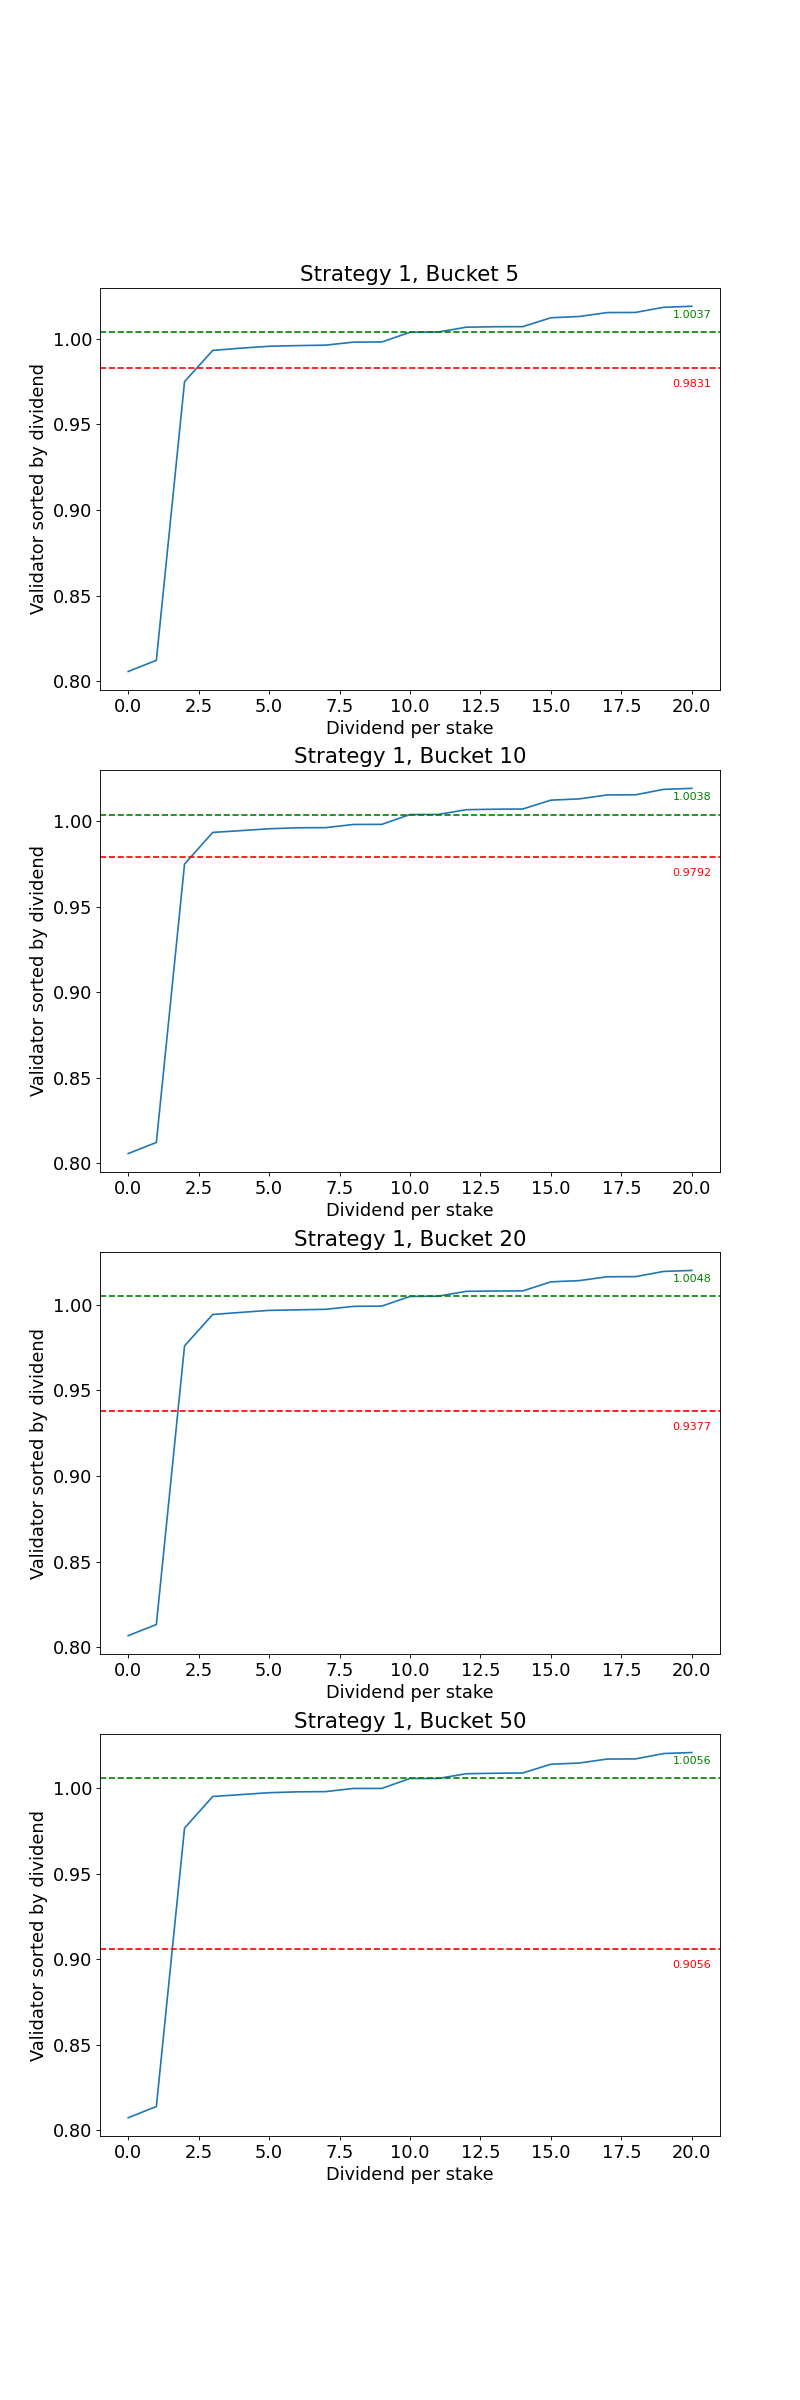 Strategy 1, Bucket 5
1.0037
1.00
0.9831
0.95
0.90
0.85
0.80
Validator sorted by dividend
0.0 2.5 5.0 7.5 10.0 12.5 15.0 17.5 20.0
Dividend per stake
Strategy 1, Bucket 10
1.0038
1.00
0.9792
0.95
0.90
0.85
0.80
Validator sorted by dividend
0.0 2.5 5.0 7.5 10.0 12.5 15.0 17.5 20.0
Dividend per stake
Strategy 1, Bucket 20
1.0048
1.00
0.95
0.9377
0.90
0.85
0.80
Validator sorted by dividend
0.0 2.5 5.0 7.5 10.0 12.5 15.0 17.5 20.0
Dividend per stake
Strategy 1, Bucket 50
1.0056
1.00
0.95
0.90
0.9056
0.85
0.80
Validator sorted by dividend
0.0 2.5 5.0 7.5 10.0 12.5 15.0 17.5 20.0
Dividend per stake